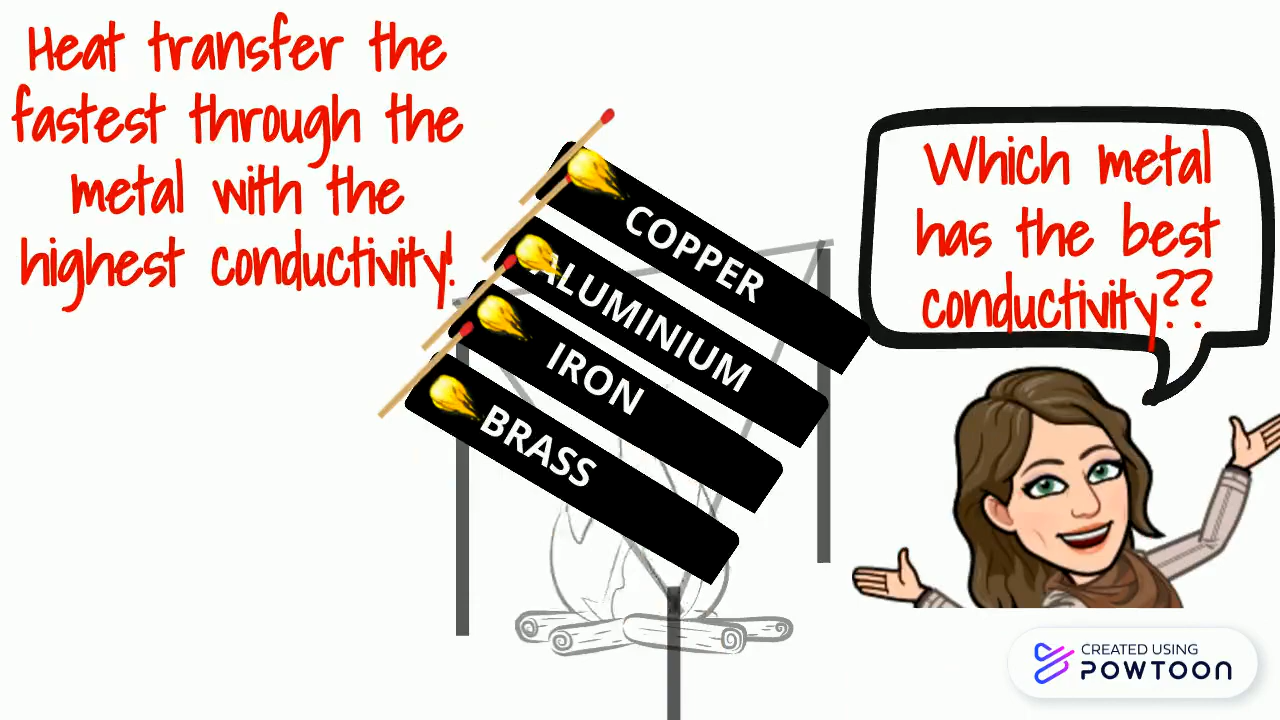 Heat transfer the
fastest through the
metal with the
highest conductivity!
COPPER
ALUMINIUM
IRON
BRASS
Which metal
has the best
conductivity??
CREATED USING
POWTOON